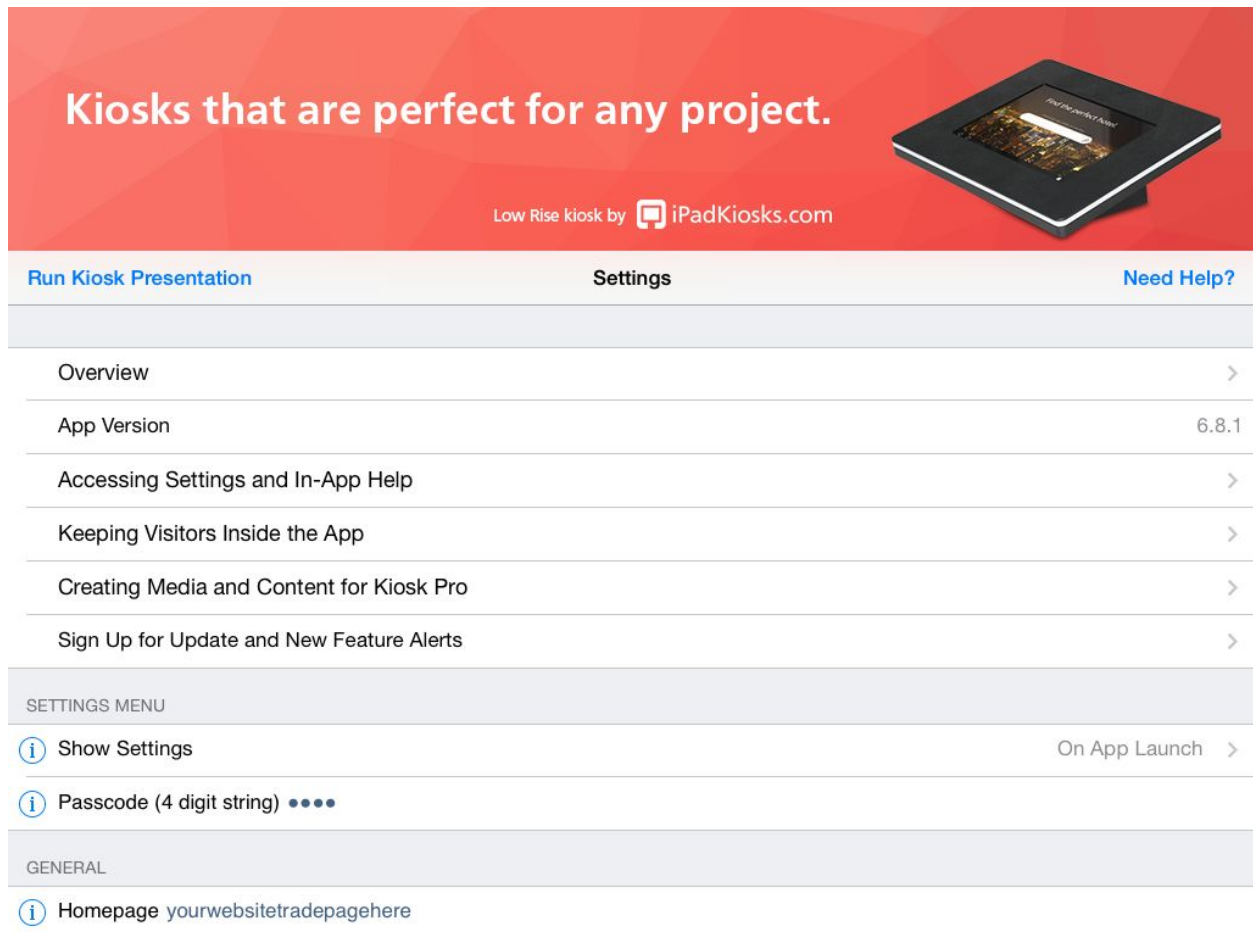 Kiosks that are perfect for any project.
Find the perfect hotel
Low Rise kiosk by iPadKiosks.com
Run Kiosk Presentation Settings Need Help?
Overview
App Version 6.8.1
Accessing Settings and In-App Help
Keeping Visitors Inside the App
Creating Media and Content for Kiosk Pro
Sign Up for Update and New Feature Alerts
SETTINGS MENU
Show Settings On App Launch
Passcode (4 digit string) ••••
GENERAL
Homepage yourwebsitetradepagehere